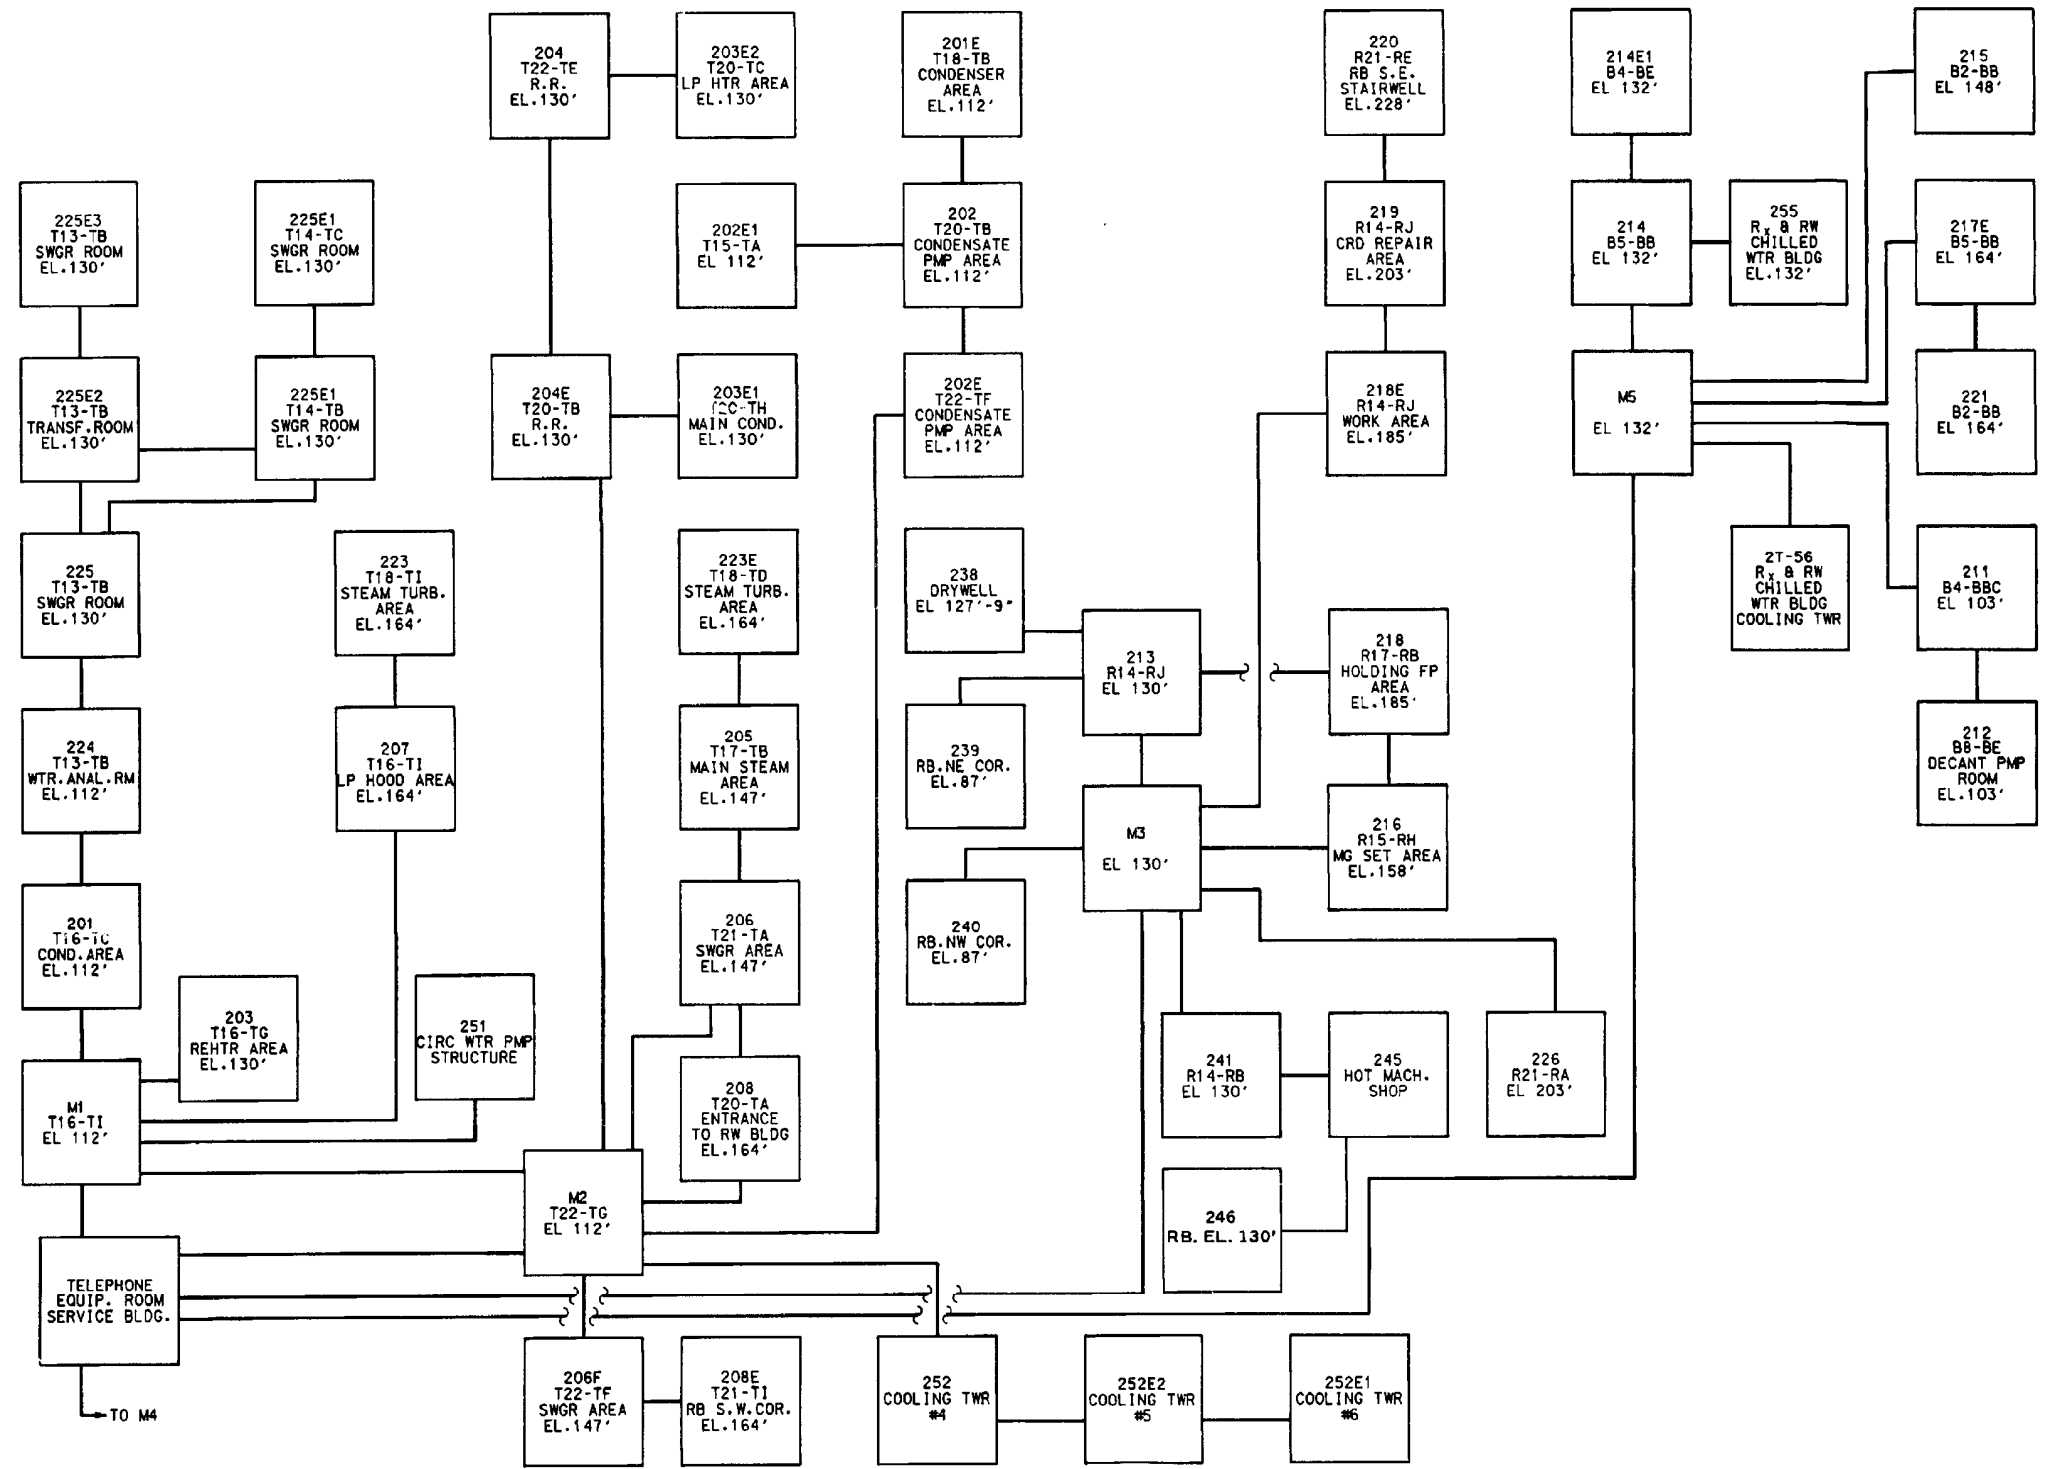 204
T22-TE
R.R.
EL.130'
203E2
T20-TC
LP HTR AREA
EL.130'
201E
T18-TB
CONDENSER
AREA
EL.112'
220
R21-RE
RB S.E.
STAIRWELL
EL.228'
214E1
B4-BE
EL 132'
215
B2-BB
EL 148'
225E3
T13-TB
SWGR ROOM
EL.130'
225E1
T14-TC
SWGR ROOM
EL.130'
202E1
T15-TA
EL 112'
202
T20-TB
CONDENSATE
PMP AREA
EL.112'
219
R14-RJ
CRD REPAIR
AREA
EL.203'
214
B5-BB
EL 132'
255
Rx & RW
CHILLED
WTR BLDG
EL.132'
217E
B5-BB
EL 164'
225E2
T13-TB
TRANSF.ROOM
EL.130'
225E1
T14-TB
SWGR ROOM
EL.130'
204E
T20-TB
R.R.
EL.130'
203E1
MAIN COND.
EL.130'
202E
T22-TF
CONDENSATE
PMP AREA
EL.112'
218E
R14-RJ
WORK AREA
EL.185'
M5
EL 132'
221
B2-BB
EL 164'
225
T13-TB
SWGR ROOM
EL.130'
223
T18-TI
STEAM TURB.
AREA
EL.164'
223E
T18-TD
STEAM TURB.
AREA
EL.164'
238
DRYWELL
EL 127'-9"
213
R14-RJ
EL 130'
218
R17-RB
HOLDING FP
AREA
EL.185'
2T-56
Rx & RW
CHILLED
WTR BLDG
COOLING TWR
211
B4-BBC
EL 103'
224
T13-TB
WTR.ANAL.RM
EL.112'
207
T16-TI
LP HOOD AREA
EL.164'
205
T17-TB
MAIN STEAM
AREA
EL.147'
239
RB.NE COR.
EL.87'
M3
EL 130'
216
R15-RH
MG SET AREA
EL.158'
212
B8-BE
DECANT PMP
ROOM
EL.103'
201
T16-TC
COND.AREA
EL.112'
203
T16-TG
REHTR AREA
EL.130'
251
CIRC WTR PMP
STRUCTURE
206
T21-TA
SWGR AREA
EL.147'
240
RB.NW COR.
EL.87'
M1
T16-TI
EL 112'
208
T20-TA
ENTRANCE
TO RW BLDG
EL.164'
241
R14-RB
EL 130'
245
HOT MACH.
SHOP
226
R21-RA
EL 203'
M2
T22-TG
EL 112'
246
RB. EL. 130'
TELEPHONE
EQUIP. ROOM
SERVICE BLDG.
TO M4
206F
T22-TF
SWGR AREA
EL.147'
208E
T21-TI
RB S.W.COR.
EL.164'
252
COOLING TWR
#4
252E2
COOLING TWR
#5
252E1
COOLING TWR
#6